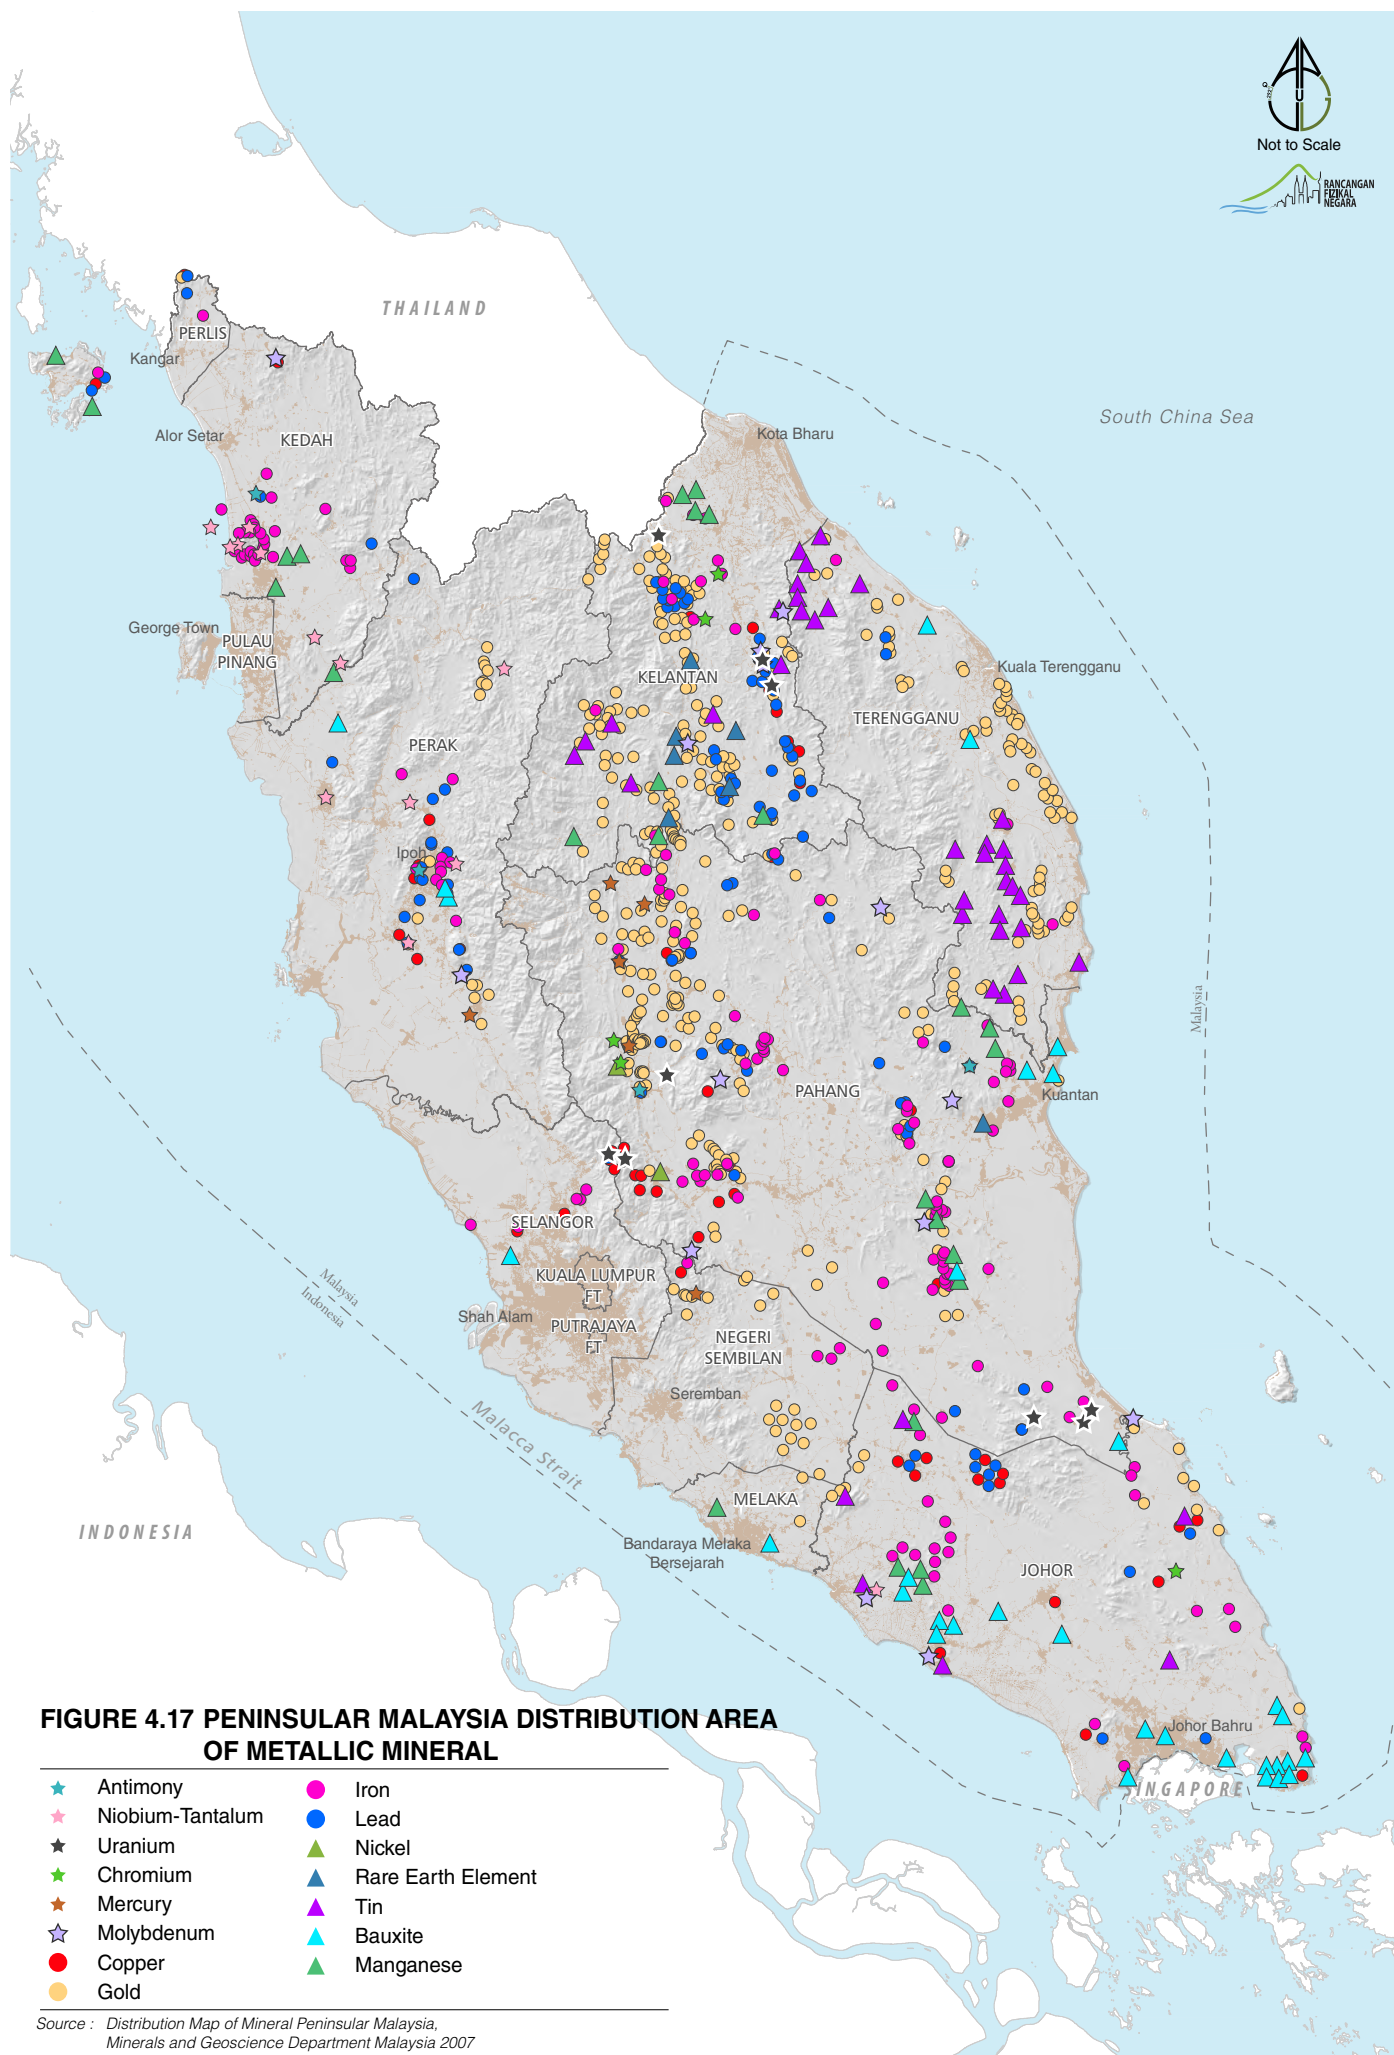 Not to Scale
RANCANGAN
FIZIKAL
NEGARA
THAILAND
PERLIS
Kangar
South China Sea
Kota Bharu
Alor Setar
KEDAH
George Town
PULAU
PINANG
Kuala Terengganu
KELANTAN
TERENGGANU
PERAK
Ipoh
Malaysia
PAHANG
Kuantan
SELANGOR
KUALA LUMPUR
FT
Malaysia
Indonesia
Shah Alam
PUTRAJAYA
FT
NEGERI
SEMBILAN
Seremban
Malacca Strait
MELAKA
INDONESIA
Bandaraya Melaka
Bersejarah
JOHOR
Johor Bahru
SINGAPORE
FIGURE 4.17 PENINSULAR MALAYSIA DISTRIBUTION AREA
OF METALLIC MINERAL
Antimony
Niobium-Tantalum
Uranium
Chromium
Mercury
Molybdenum
Copper
Gold
Iron
Lead
Nickel
Rare Earth Element
Tin
Bauxite
Manganese
Source : Distribution Map of Mineral Peninsular Malaysia,
Minerals and Geoscience Department Malaysia 2007